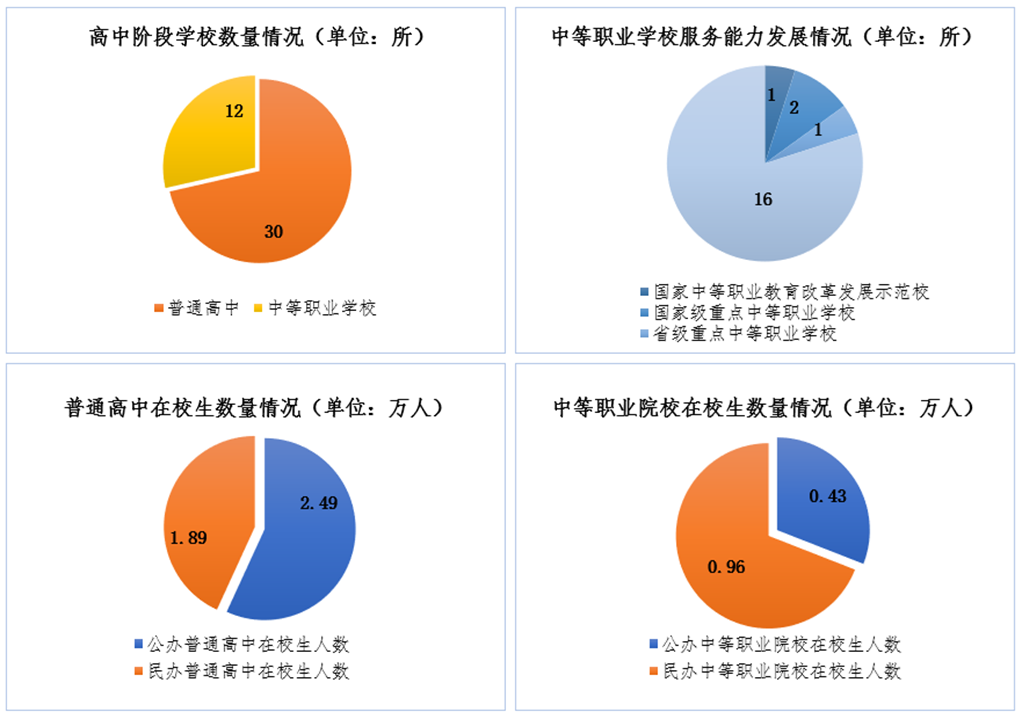 高中阶段学校数量情况（单位：所）
12
30
普通高中 中等职业学校
中等职业学校服务能力发展情况（单位：所）
1
2
1
16
国家中等职业教育改革发展示范校
国家级重点中等职业学校
省级重点中等职业学校
普通高中在校生数量情况（单位：万人）
2.49
1.89
公办普通高中在校生人数
民办普通高中在校生人数
中等职业院校在校生数量情况（单位：万人）
0.43
0.96
公办中等职业院校在校生人数
民办中等职业院校在校生人数